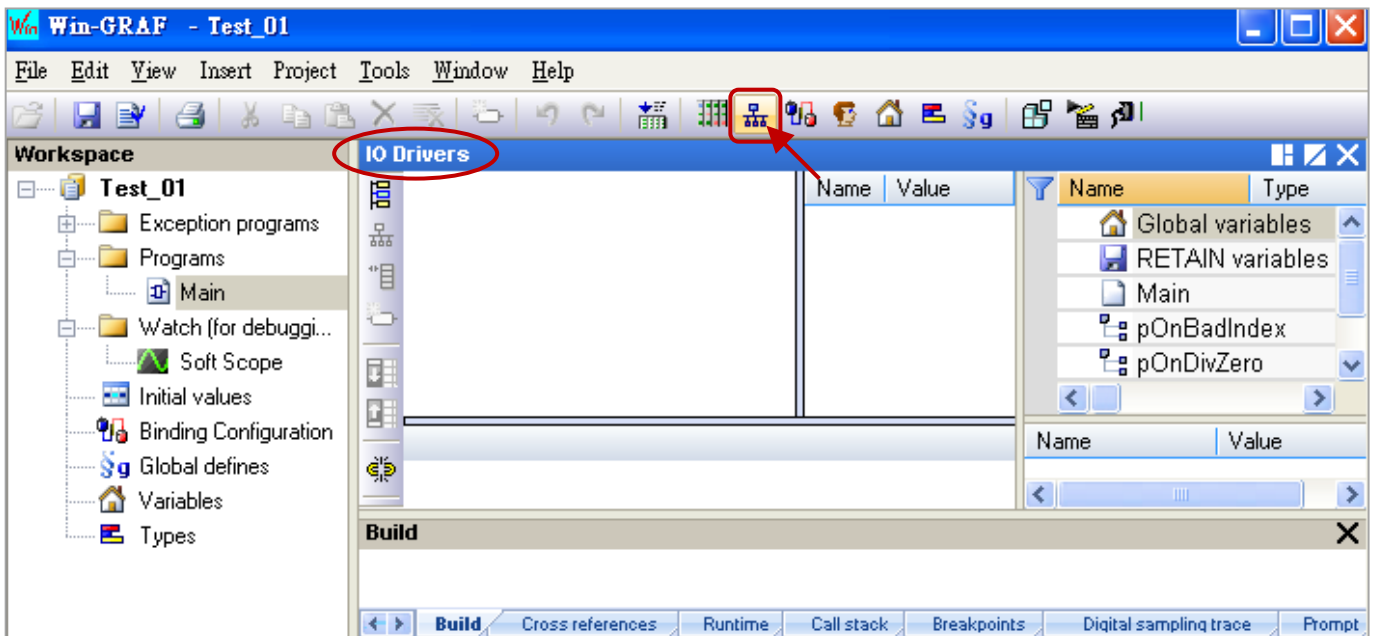 Win Win-GRAF - Test_01
File Edit View Insert Project Tools Window Help
§g
Workspace
Test_01
Exception programs
Programs
Main
Watch (for debuggi...
Soft Scope
Initial values
Binding Configuration
§g Global defines
Variables
Types
IO Drivers
Name Value
Name Type
Global variables
RETAIN variables
Main
pOnBadIndex
pOnDivZero
Name Value
Build
Build Cross references Runtime Call stack Breakpoints Digital sampling trace Prompt